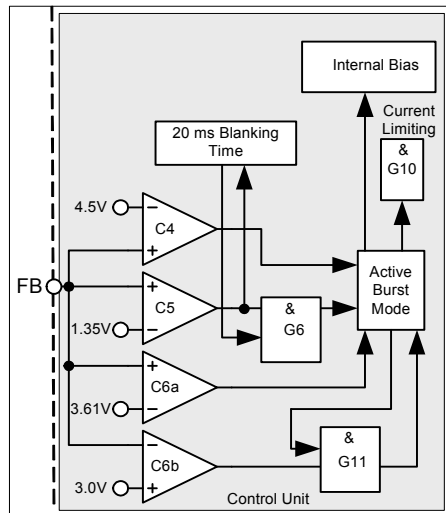 Internal Bias
Current
Limiting
20 ms Blanking
Time
&
G10
4.5V
−
C4
+
FB
+
C5
1.35V
−
&
G6
Active
Burst
Mode
+
C6a
3.61V
−
−
C6b
3.0V
+
&
G11
Control Unit